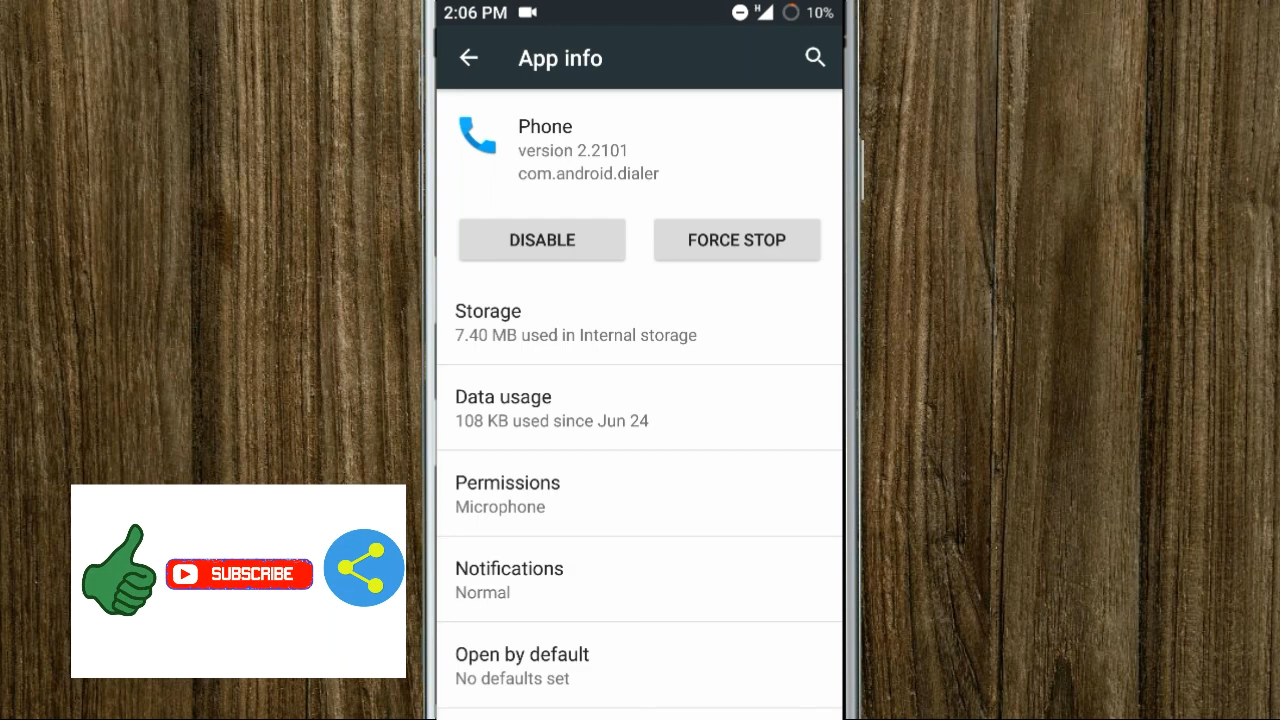 2:06 PM
H
10%
App info
Phone
version 2.2101
com.android.dialer
DISABLE
FORCE STOP
Storage
7.40 MB used in Internal storage
Data usage
108 KB used since Jun 24
Permissions
Microphone
SUBSCRIBE
Notifications
Normal
Open by default
No defaults set